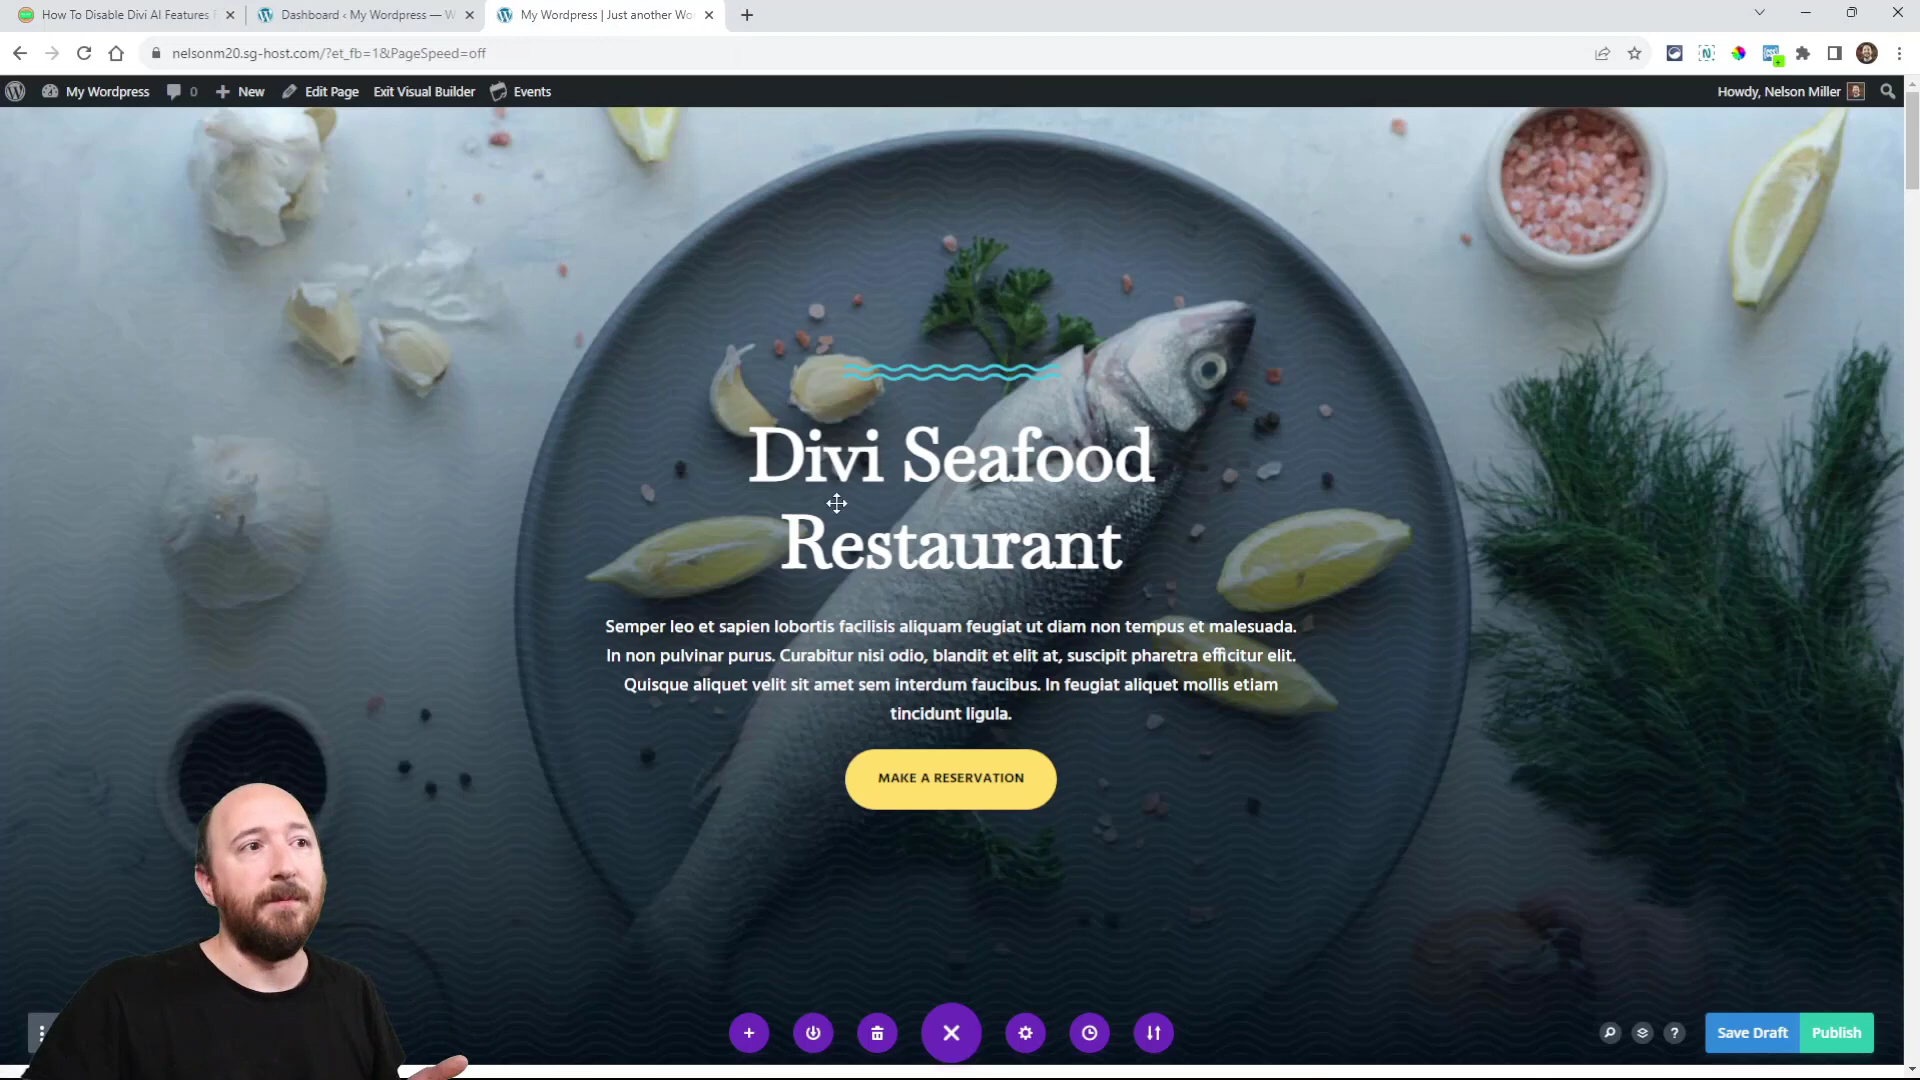 How To Disable Divi AI Features F
Dashboard ‹ My Wordpress — W
My Wordpress | Just another Wo
nelsonm20.sg-host.com/?et_fb=1&PageSpeed=off
My Wordpress
0
New
Edit Page
Exit Visual Builder
Events
Howdy, Nelson Miller
Divi Seafood
Restaurant
Semper leo et sapien lobortis facilisis aliquam feugiat ut diam non tempus et malesuada.
In non pulvinar purus. Curabitur nisi odio, blandit et elit at, suscipit pharetra efficitur elit.
Quisque aliquet velit sit amet sem interdum faucibus. In feugiat aliquet mollis etiam
tincidunt ligula.
MAKE A RESERVATION
Save Draft
Publish